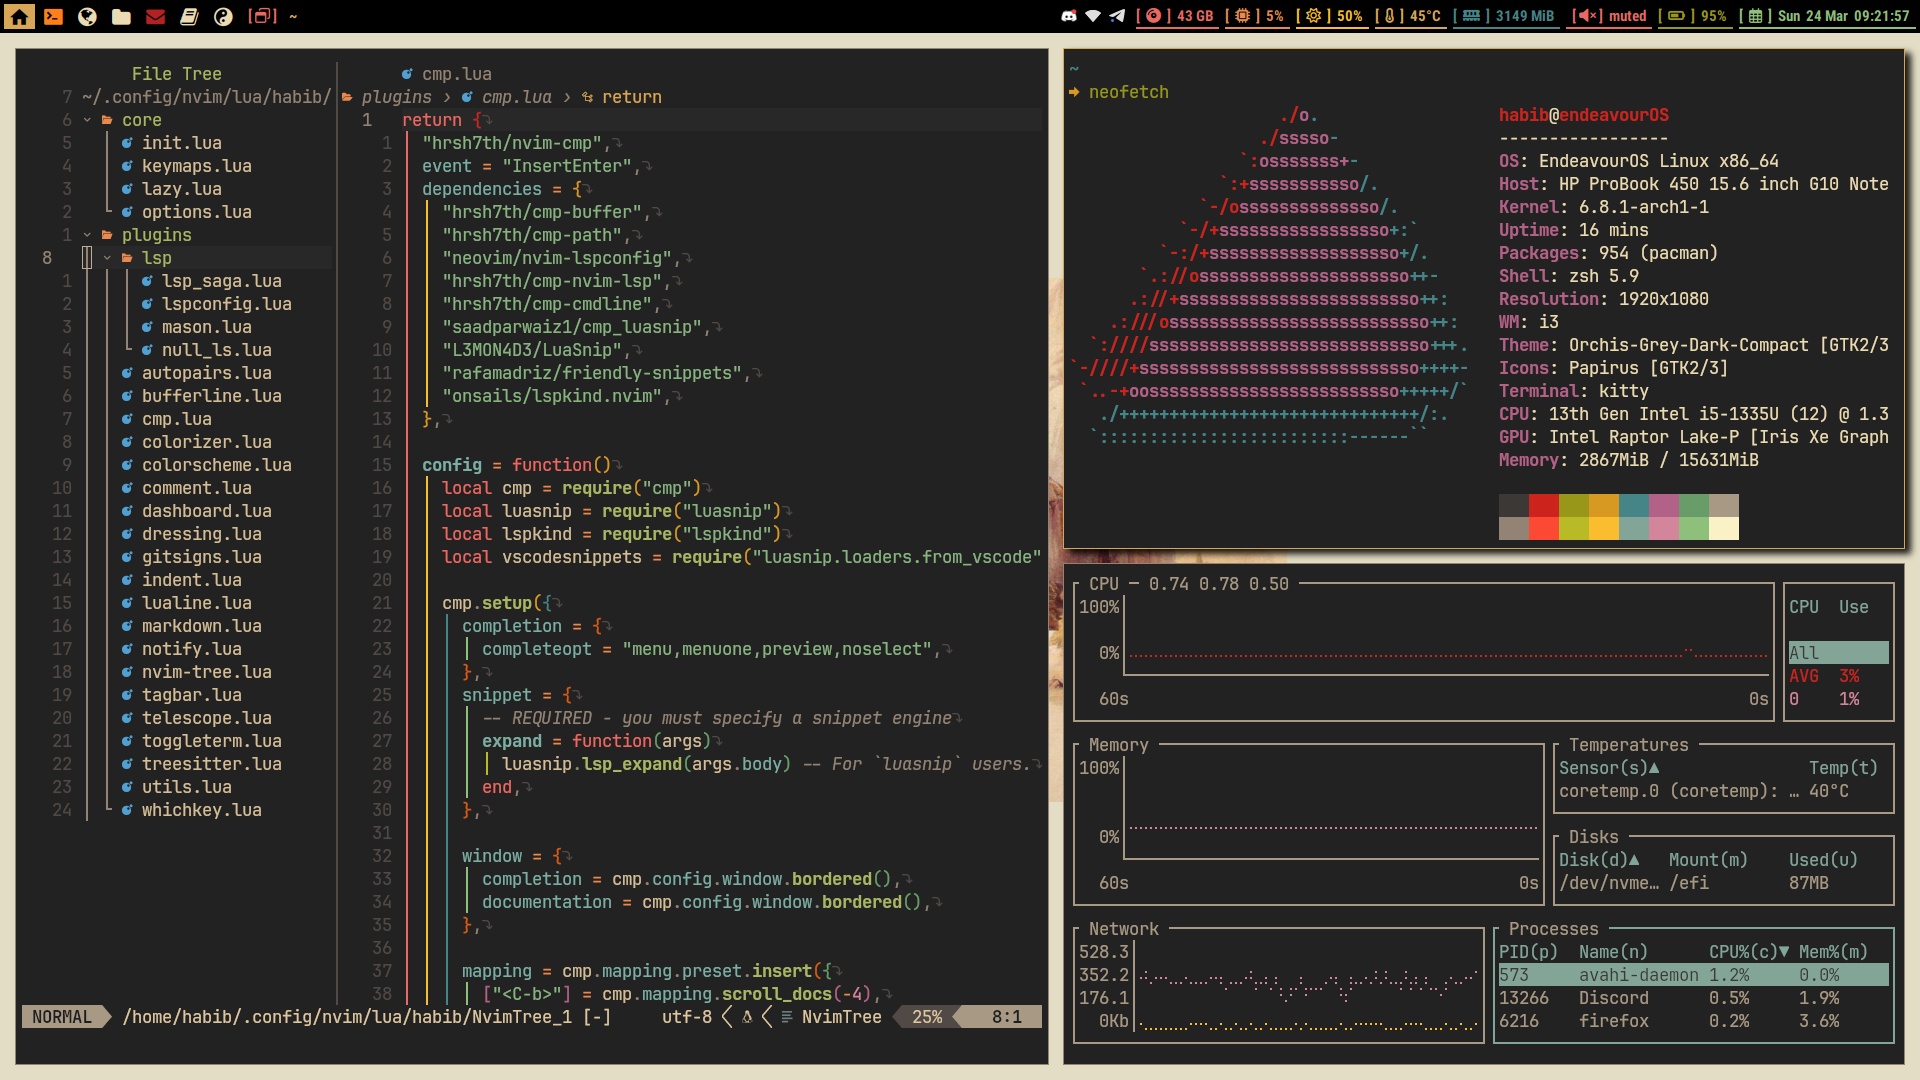 [ ] ~
[ ] 43 GB [ ] 5% [ ] 50% [ ] 45°C [ ] 3149 MiB [ ] muted [ ] 95% [ ] Sun 24 Mar 09:21:57
File Tree
7 ~/.config/nvim/lua/habib/
6 core
5 init.lua
4 keymaps.lua
3 lazy.lua
2 options.lua
1 plugins
8 lsp
1 lsp_saga.lua
2 lspconfig.lua
3 mason.lua
4 null_ls.lua
5 autopairs.lua
6 bufferline.lua
7 cmp.lua
8 colorizer.lua
9 colorscheme.lua
10 comment.lua
11 dashboard.lua
12 dressing.lua
13 gitsigns.lua
14 indent.lua
15 lualine.lua
16 markdown.lua
17 notify.lua
18 nvim-tree.lua
19 tagbar.lua
20 telescope.lua
21 toggleterm.lua
22 treesitter.lua
23 utils.lua
24 whichkey.lua
cmp.lua
plugins › cmp.lua › return
1 return {
1 "hrsh7th/nvim-cmp",
2 event = "InsertEnter",
3 dependencies = {
4 "hrsh7th/cmp-buffer",
5 "hrsh7th/cmp-path",
6 "neovim/nvim-lspconfig",
7 "hrsh7th/cmp-nvim-lsp",
8 "hrsh7th/cmp-cmdline",
9 "saadparwaiz1/cmp_luasnip",
10 "L3MON4D3/LuaSnip",
11 "rafamadriz/friendly-snippets",
12 "onsails/lspkind.nvim",
13 },
14
15 config = function()
16 local cmp = require("cmp")
17 local luasnip = require("luasnip")
18 local lspkind = require("lspkind")
19 local vscodesnippets = require("luasnip.loaders.from_vscode"
20
21 cmp.setup({
22 completion = {
23 completeopt = "menu,menuone,preview,noselect",
24 },
25 snippet = {
26 -- REQUIRED - you must specify a snippet engine
27 expand = function(args)
28 luasnip.lsp_expand(args.body) -- For `luasnip` users.
29 end,
30 },
31
32 window = {
33 completion = cmp.config.window.bordered(),
34 documentation = cmp.config.window.bordered(),
35 },
36
37 mapping = cmp.mapping.preset.insert({
38 ["<C-b>"] = cmp.mapping.scroll_docs(-4),
NORMAL /home/habib/.config/nvim/lua/habib/NvimTree_1 [-] utf-8 NvimTree 25% 8:1
~
neofetch
./o.
./sssso-
`:osssssss+-
`:+sssssssssso/.
`-/ossssssssssssso/.
`-/+sssssssssssssssso+:`
`-:/+sssssssssssssssssso+/.
`.://osssssssssssssssssssso++-
.://+ssssssssssssssssssssssso++:
.:///ossssssssssssssssssssssssso++:
`:////ssssssssssssssssssssssssssso+++.
`-////+ssssssssssssssssssssssssssso++++-
`..-+oosssssssssssssssssssssssso+++++/`
./++++++++++++++++++++++++++++++/:.
`:::::::::::::::::::::::::------``
habib@endeavourOS
-----------------
OS: EndeavourOS Linux x86_64
Host: HP ProBook 450 15.6 inch G10 Note
Kernel: 6.8.1-arch1-1
Uptime: 16 mins
Packages: 954 (pacman)
Shell: zsh 5.9
Resolution: 1920x1080
WM: i3
Theme: Orchis-Grey-Dark-Compact [GTK2/3
Icons: Papirus [GTK2/3]
Terminal: kitty
CPU: 13th Gen Intel i5-1335U (12) @ 1.3
GPU: Intel Raptor Lake-P [Iris Xe Graph
Memory: 2867MiB / 15631MiB
CPU — 0.74 0.78 0.50
100%
0%
60s 0s
CPU Use
All
AVG 3%
0 1%
Memory
100%
0%
60s 0s
Temperatures
Sensor(s)▲ Temp(t)
coretemp.0 (coretemp): … 40°C
Disks
Disk(d)▲ Mount(m) Used(u)
/dev/nvme… /efi 87MB
Network
528.3
352.2
176.1
0Kb
Processes
PID(p) Name(n) CPU%(c)▼ Mem%(m)
573 avahi-daemon 1.2% 0.0%
13266 Discord 0.5% 1.9%
6216 firefox 0.2% 3.6%